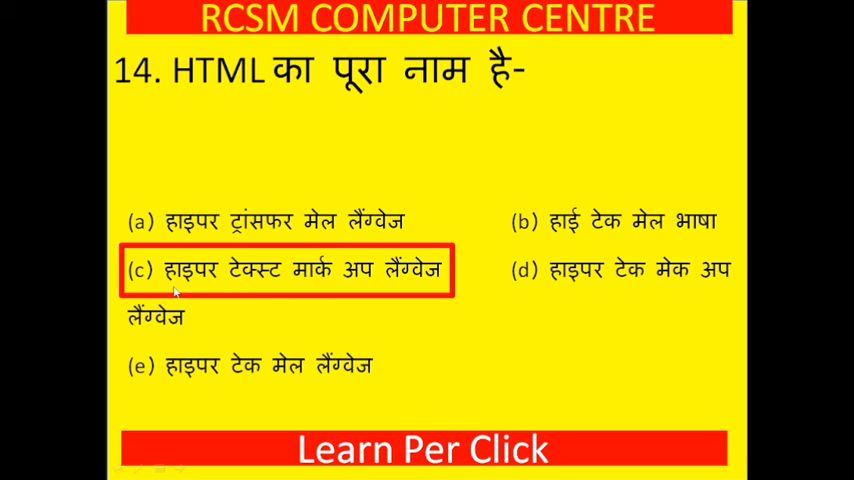 RCSM COMPUTER CENTRE
14. HTML का पूरा नाम है-
(a) हाइपर ट्रांसफर मेल लैंग्वेज (b) हाई टेक मेल भाषा
(c) हाइपर टेक्स्ट मार्क अप लैंग्वेज (d) हाइपर टेक मेक अप
लैंग्वेज
(e) हाइपर टेक मेल लैंग्वेज
Learn Per Click